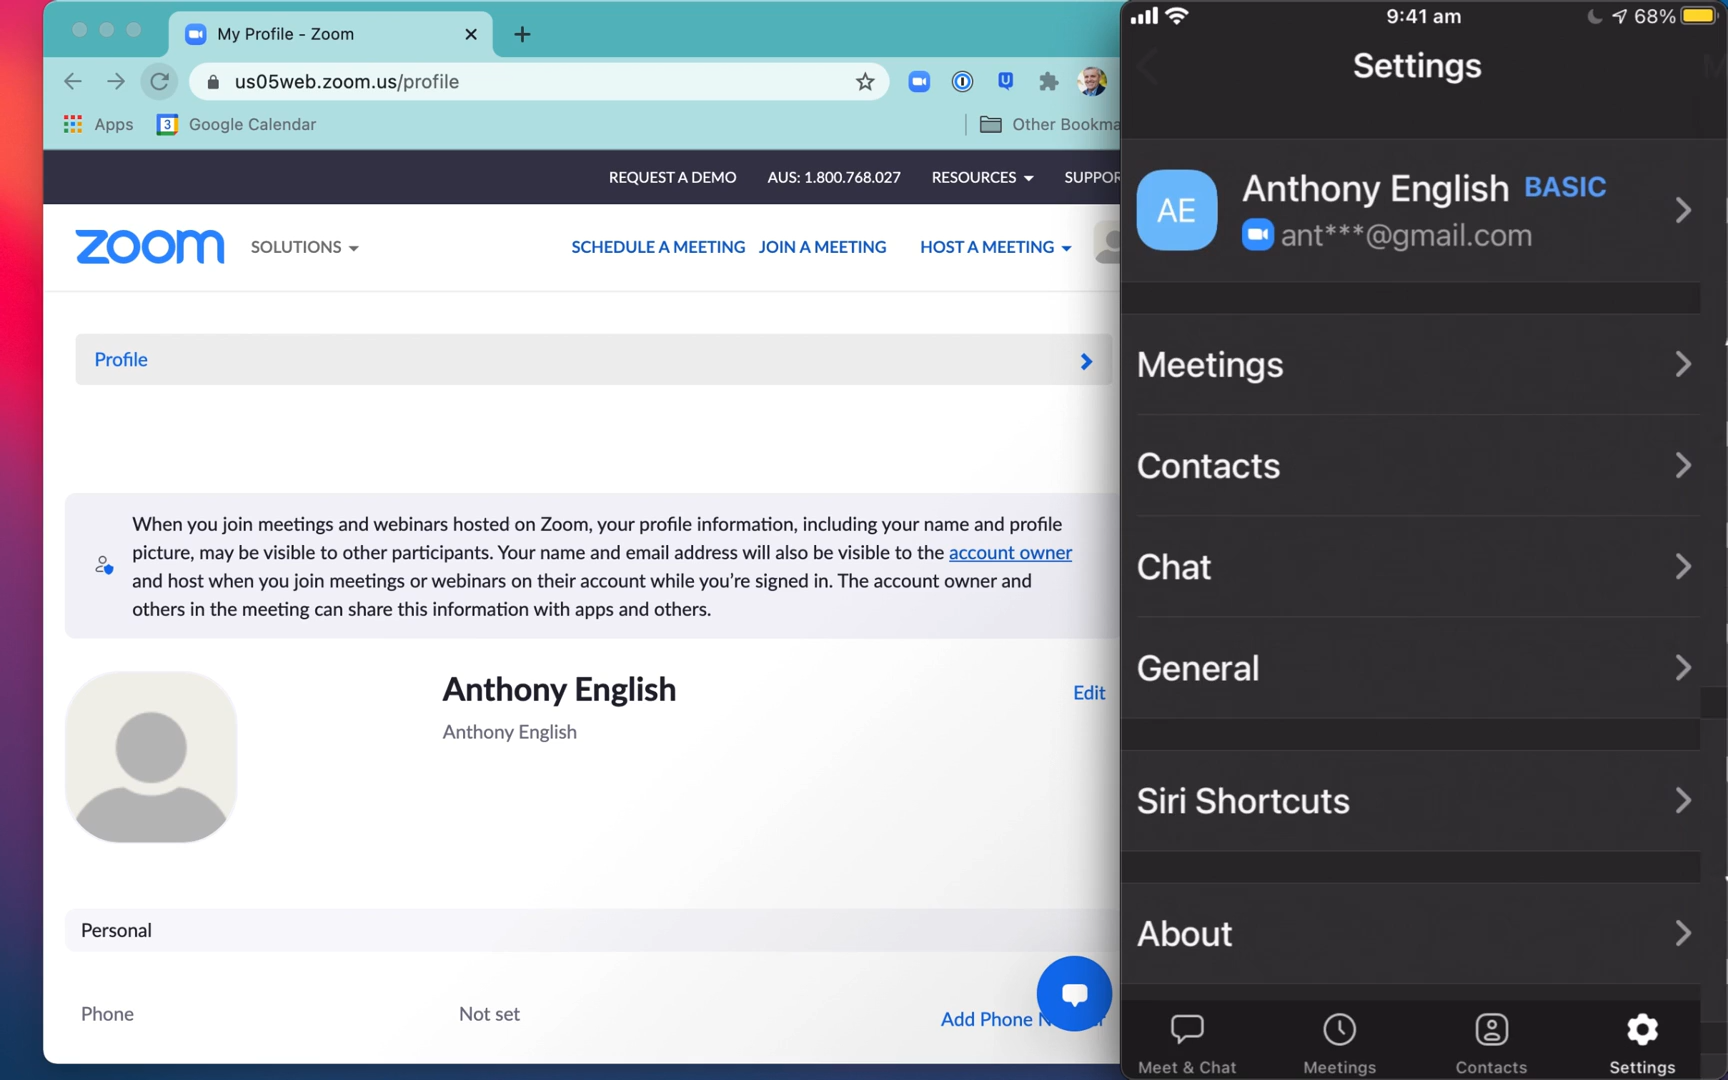 My Profile - Zoom
us05web.zoom.us/profile
Apps
3
Google Calendar
Other Bookma
REQUEST A DEMO
AUS: 1.800.768.027
RESOURCES
SUPPOR
zoom
SOLUTIONS
SCHEDULE A MEETING
JOIN A MEETING
HOST A MEETING
Profile
When you join meetings and webinars hosted on Zoom, your profile information, including your name and profile
picture, may be visible to other participants. Your name and email address will also be visible to the account owner
and host when you join meetings or webinars on their account while you're signed in. The account owner and
others in the meeting can share this information with apps and others.
Anthony English
Edit
Anthony English
Personal
Phone
Not set
Add Phone N
9:41 am
68%
Settings
AE
Anthony English BASIC
ant***@gmail.com
Meetings
Contacts
Chat
General
Siri Shortcuts
About
Meet & Chat
Meetings
Contacts
Settings